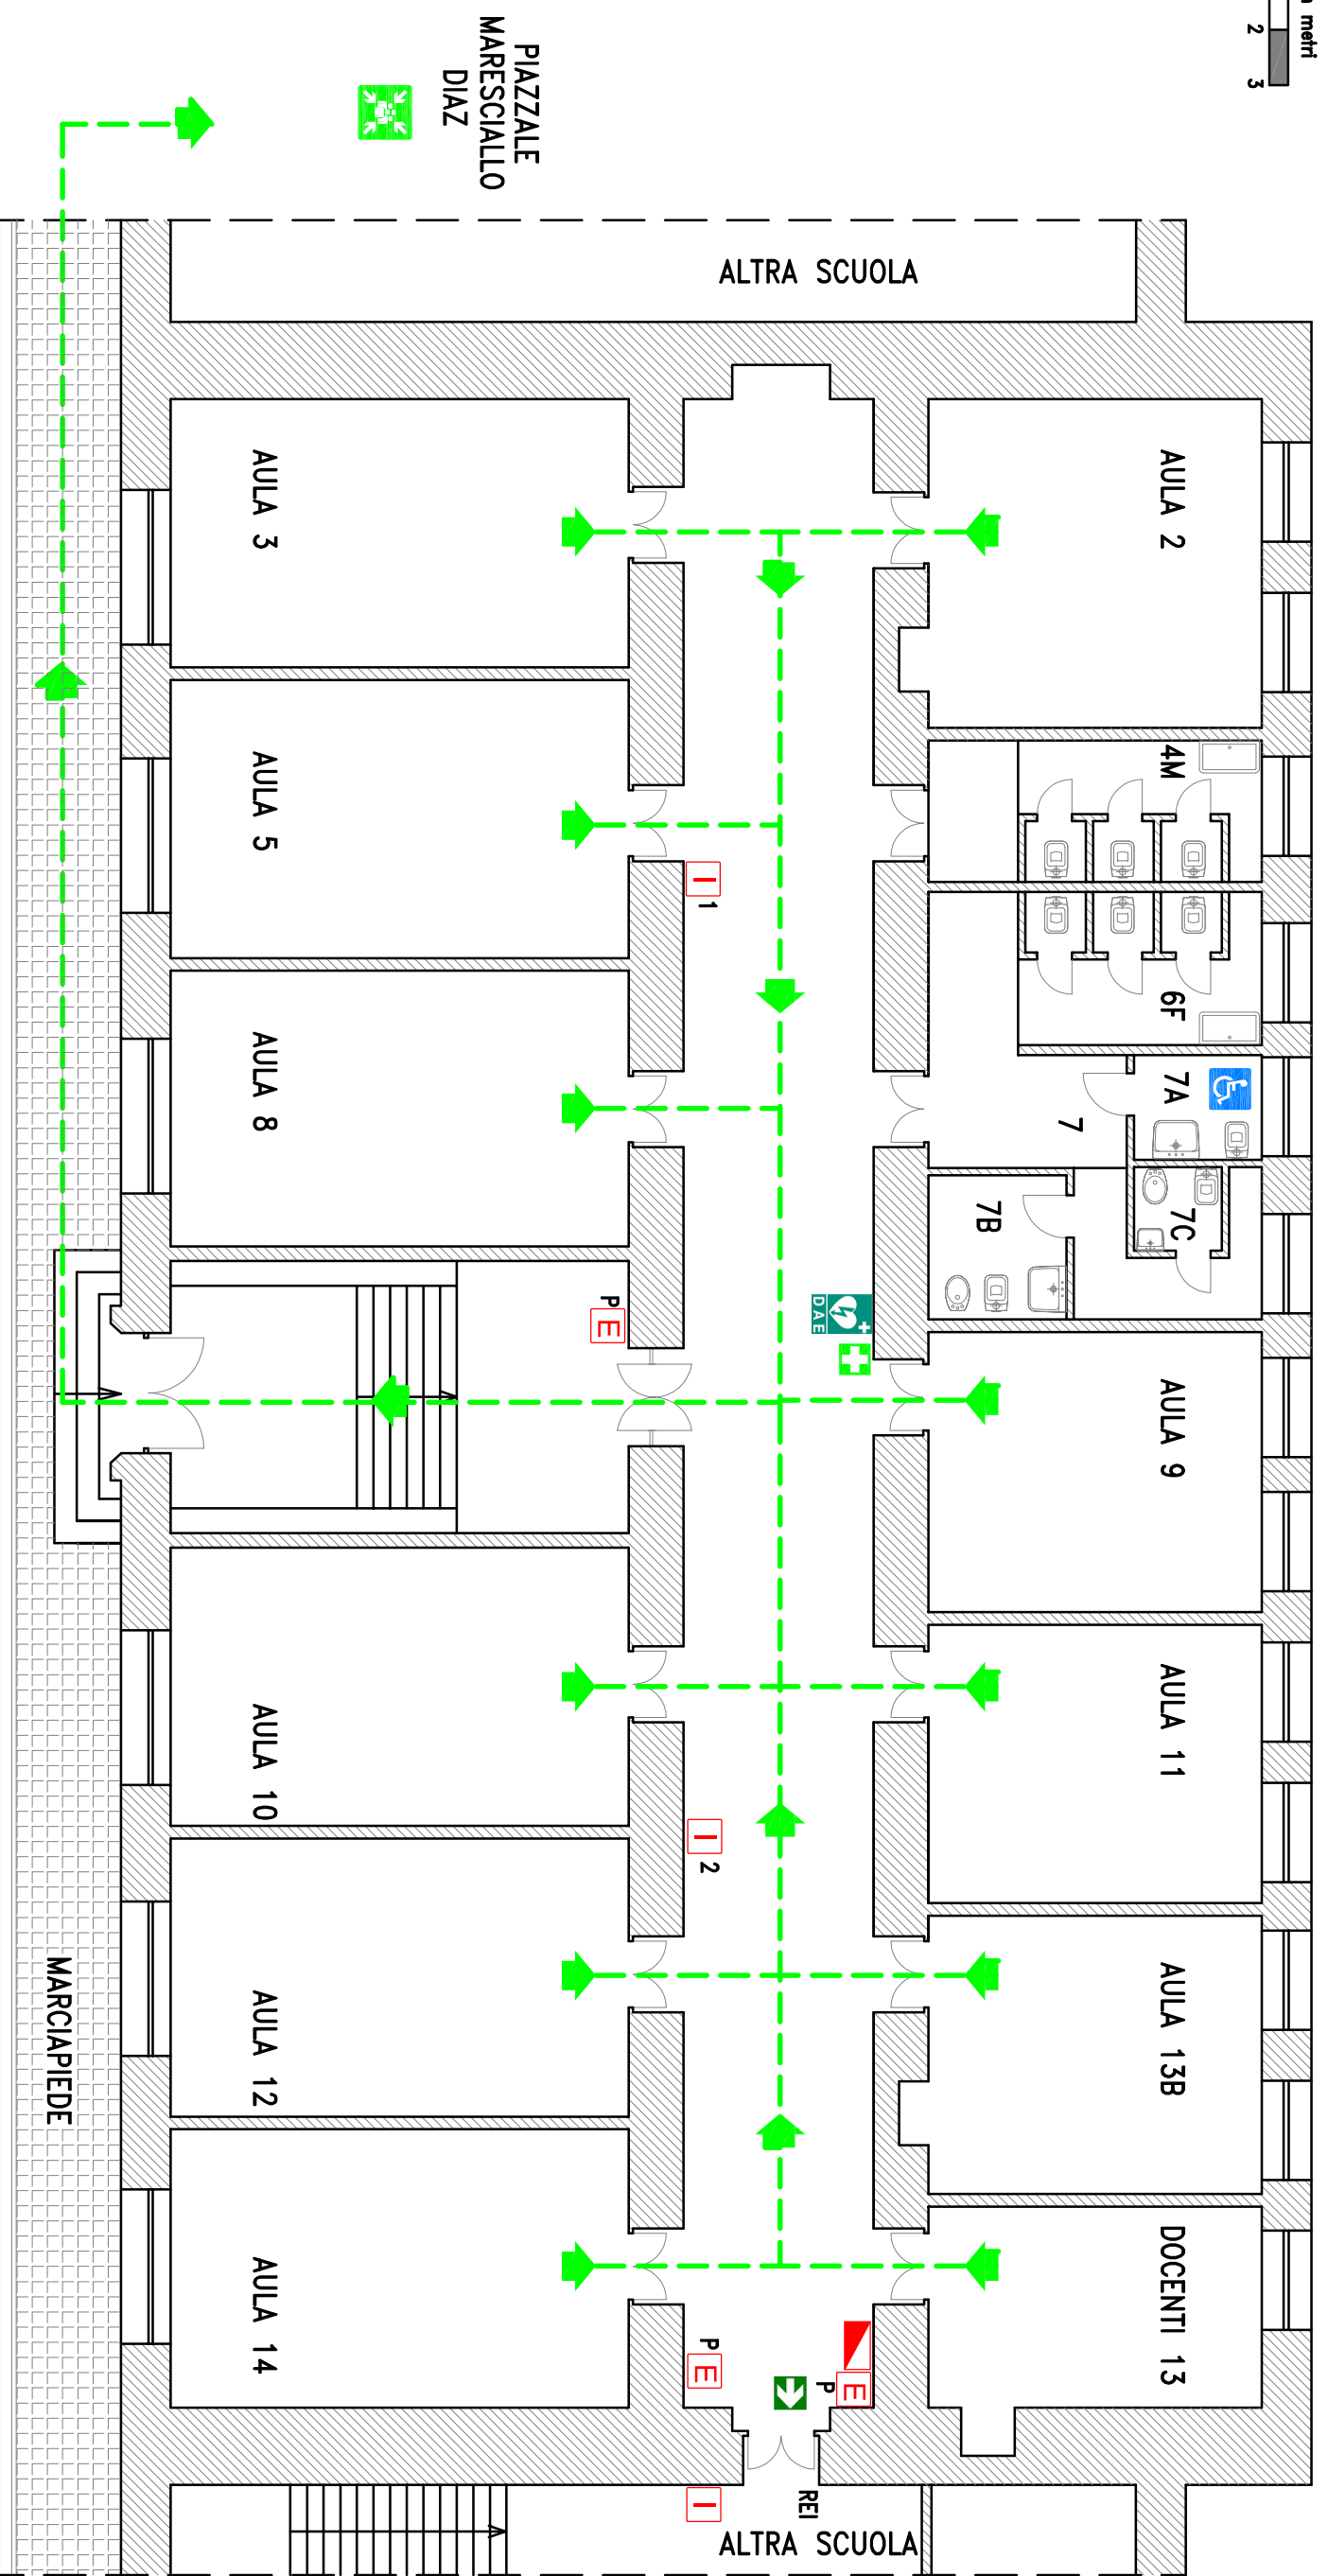 n metri
2
3
PIAZZALE
MARESCIALLO
DIAZ
ALTRA SCUOLA
AULA 2
AULA 3
4M
AULA 5
I 1
6F
7A
7
7C
7B
AULA 8
DAE
P E
AULA 9
AULA 11
AULA 10
I 2
AULA 13B
AULA 12
MARCIAPIEDE
DOCENTI 13
AULA 14
P E
E
P
I
REI
ALTRA SCUOLA